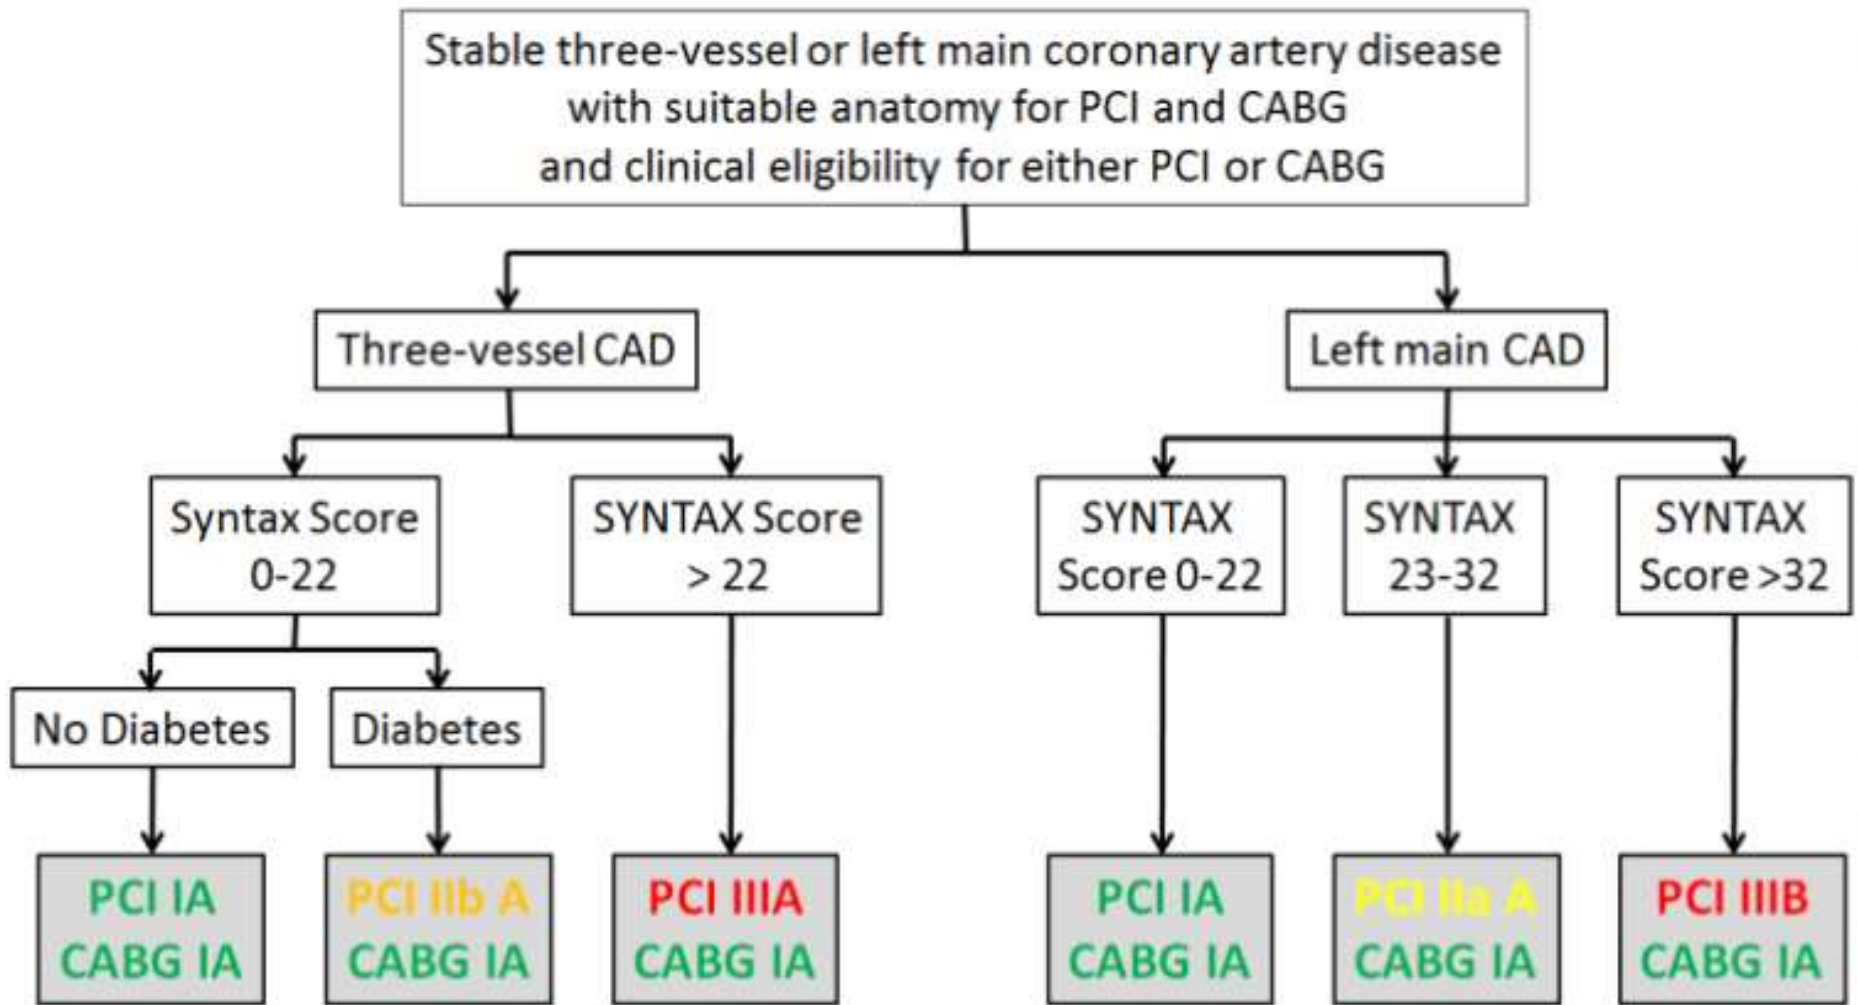 Stable three-vessel or left main coronary artery disease
with suitable anatomy for PCI and CABG
and clinical eligibility for either PCI or CABG
Three-vessel CAD
Left main CAD
Syntax Score
0-22
SYNTAX Score
> 22
SYNTAX
Score 0-22
SYNTAX
23-32
SYNTAX
Score >32
No Diabetes
Diabetes
PCI IA
CABG IA
PCI IIb A
CABG IA
PCI IIIA
CABG IA
PCI IA
CABG IA
PCI IIa A
CABG IA
PCI IIIB
CABG IA